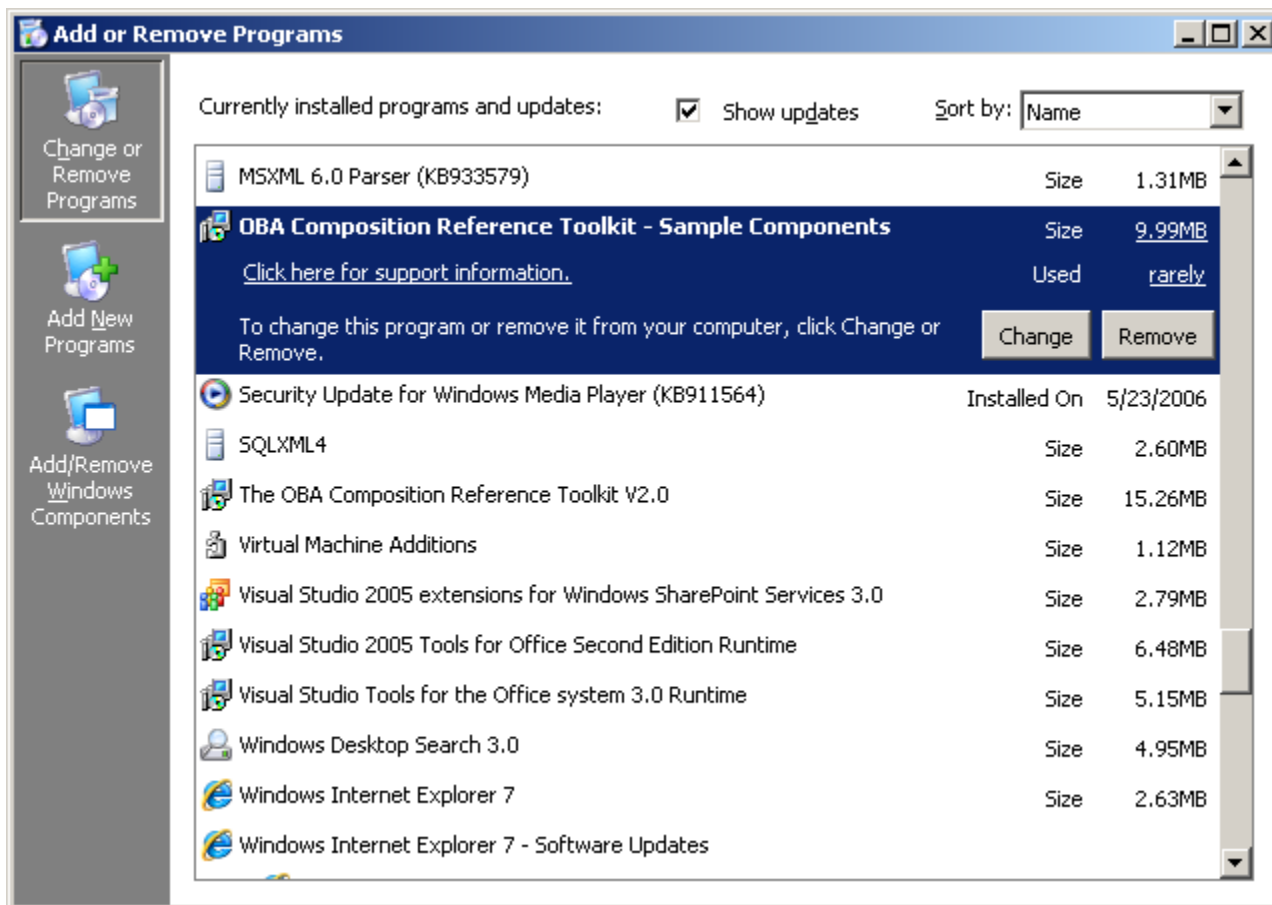 Add or Remove Programs
Change or
Remove
Programs
Add New
Programs
Add/Remove
Windows
Components
Currently installed programs and updates: Show updates Sort by: Name
MSXML 6.0 Parser (KB933579) Size 1.31MB
OBA Composition Reference Toolkit - Sample Components Size 9.99MB
Click here for support information. Used rarely
To change this program or remove it from your computer, click Change or
Remove.
Change Remove
Security Update for Windows Media Player (KB911564) Installed On 5/23/2006
SQLXML4 Size 2.60MB
The OBA Composition Reference Toolkit V2.0 Size 15.26MB
Virtual Machine Additions Size 1.12MB
Visual Studio 2005 extensions for Windows SharePoint Services 3.0 Size 2.79MB
Visual Studio 2005 Tools for Office Second Edition Runtime Size 6.48MB
Visual Studio Tools for the Office system 3.0 Runtime Size 5.15MB
Windows Desktop Search 3.0 Size 4.95MB
Windows Internet Explorer 7 Size 2.63MB
Windows Internet Explorer 7 - Software Updates